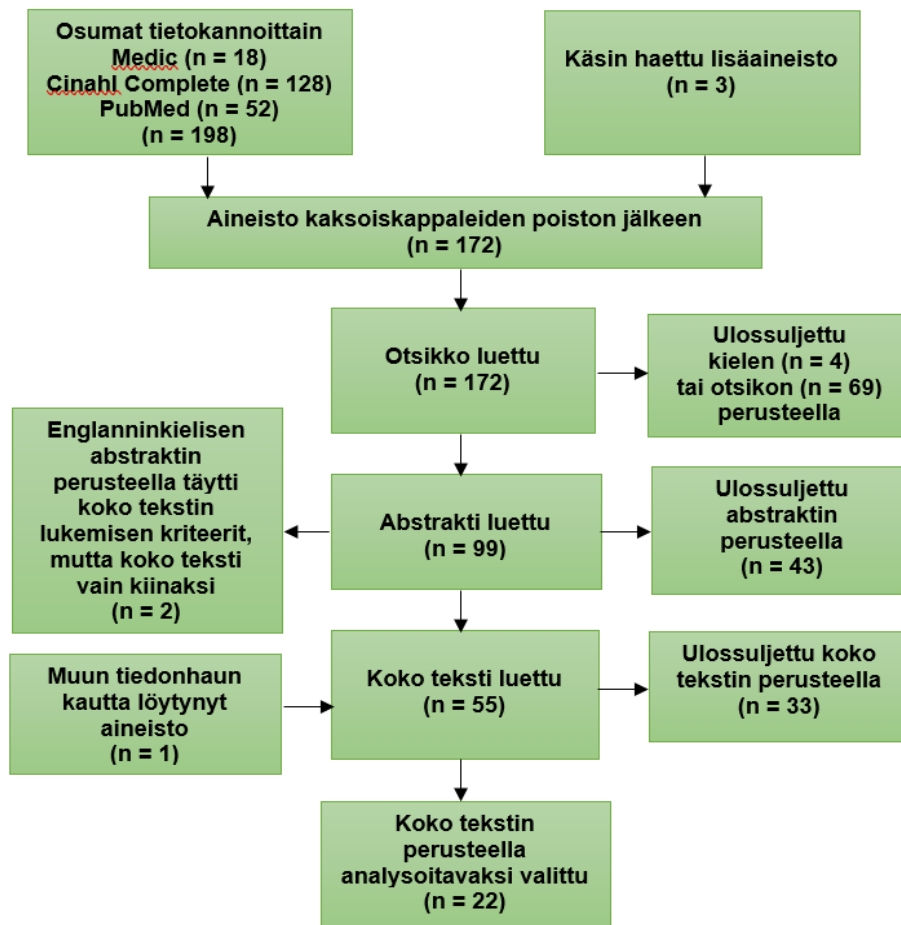 Osumat tietokannoittain
Medic (n = 18)
Cinahl Complete (n = 128)
PubMed (n = 52)
(n = 198)
Käsin haettu lisäaineisto
(n = 3)
Aineisto kaksoiskappaleiden poiston jälkeen
(n = 172)
Otsikko luettu
(n = 172)
Ulossuljettu
kielen (n = 4)
tai otsikon (n = 69)
perusteella
Englanninkielisen
abstraktin
perusteella täytti
koko tekstin
lukemisen kriteerit,
mutta koko teksti
vain kiinaksi
(n = 2)
Abstrakti luettu
(n = 99)
Ulossuljettu
abstraktin
perusteella
(n = 43)
Muun tiedonhaun
kautta löytynyt
aineisto
(n = 1)
Koko teksti luettu
(n = 55)
Ulossuljettu koko
tekstin perusteella
(n = 33)
Koko tekstin
perusteella
analysoitavaksi valittu
(n = 22)